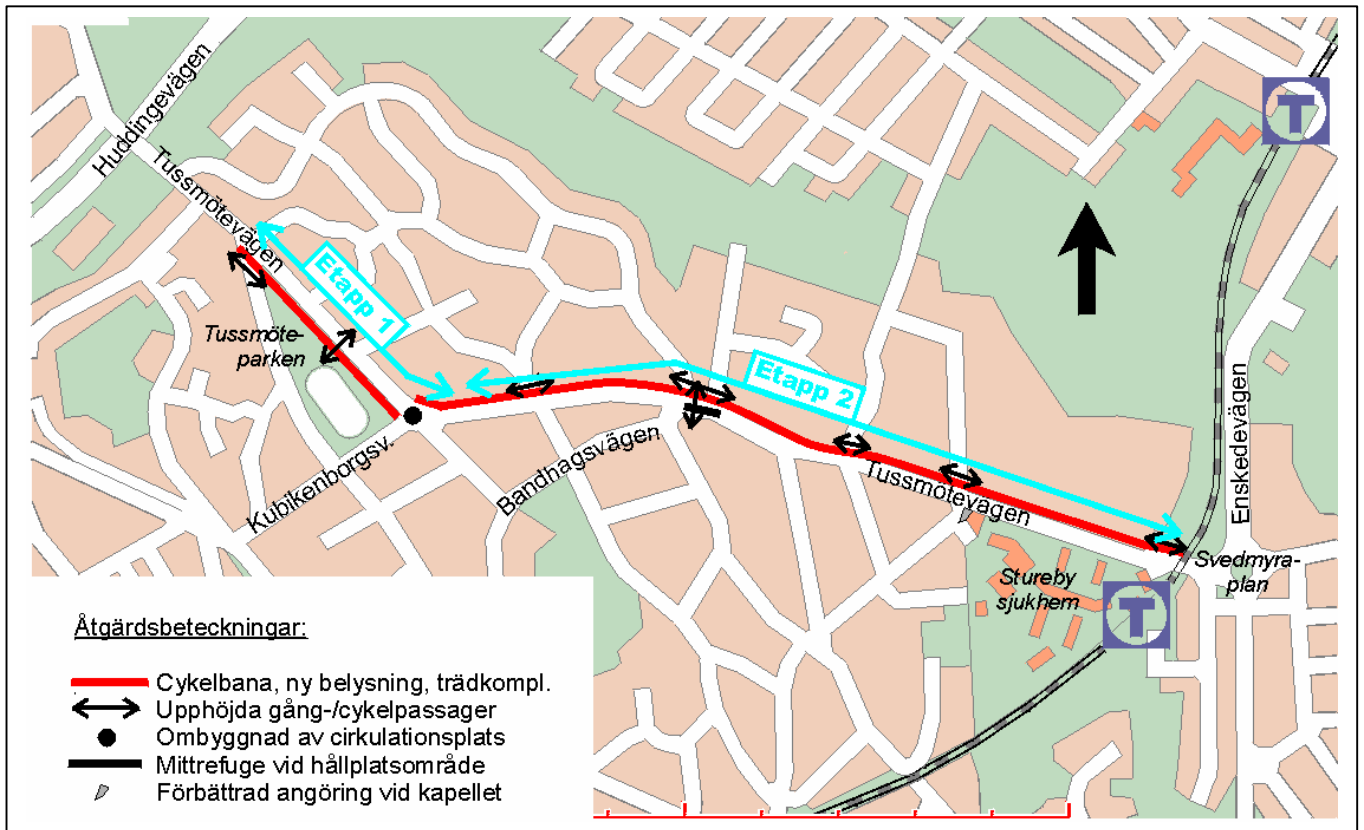 Huddingevägen
Tussmötevägen
Etapp 1
Tussmöte-
parken
Kubikenborgsv.
Bandhagsvägen
Etapp 2
Tussmötevägen
Enskedevägen
Svedmyra-
plan
Stureby
sjukhem
T
T
Åtgärdsbeteckningar:
Cykelbana, ny belysning, trädkompl.
Upphöjda gång-/cykelpassager
Ombyggnad av cirkulationsplats
Mittrefuge vid hållplatsområde
Förbättrad angöring vid kapellet